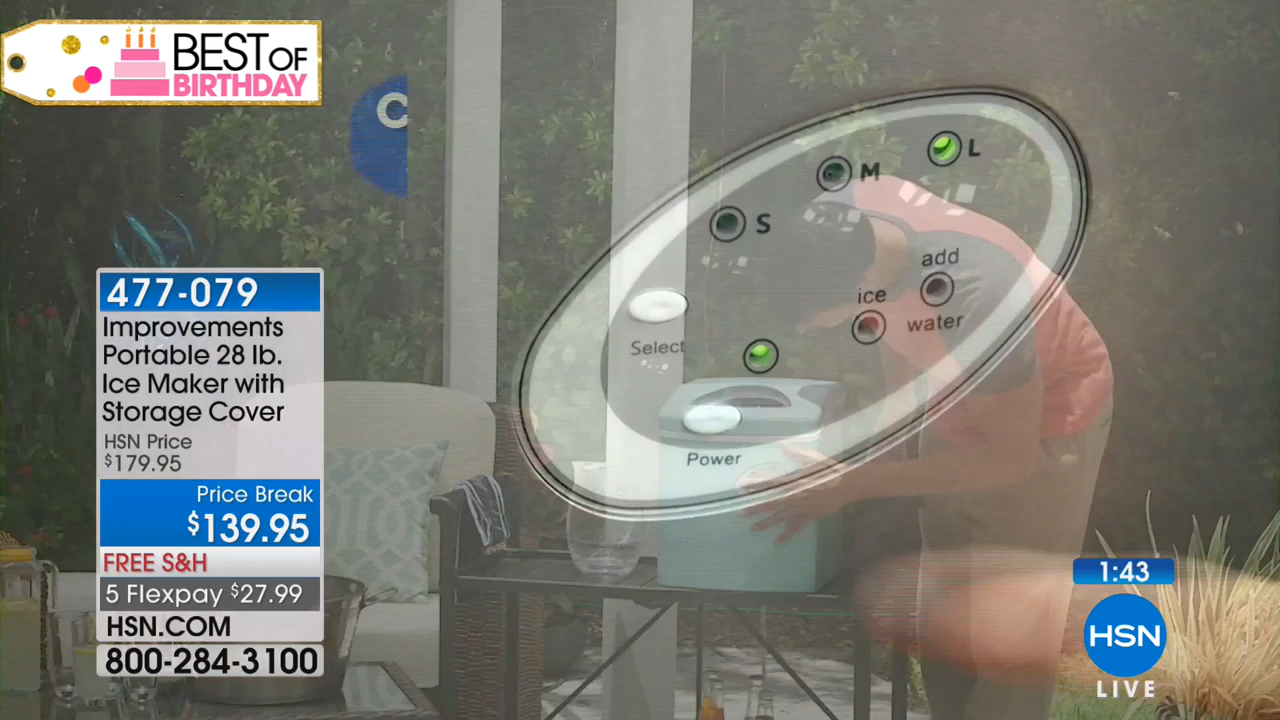 BEST OF
BIRTHDAY
C
M
L
S
add
ice
water
Select
Power
477-079
Improvements
Portable 28 lb.
Ice Maker with
Storage Cover
HSN Price
$179.95
Price Break
$139.95
FREE S&H
5 Flexpay $27.99
HSN.COM
800-284-3100
1:43
HSN
LIVE